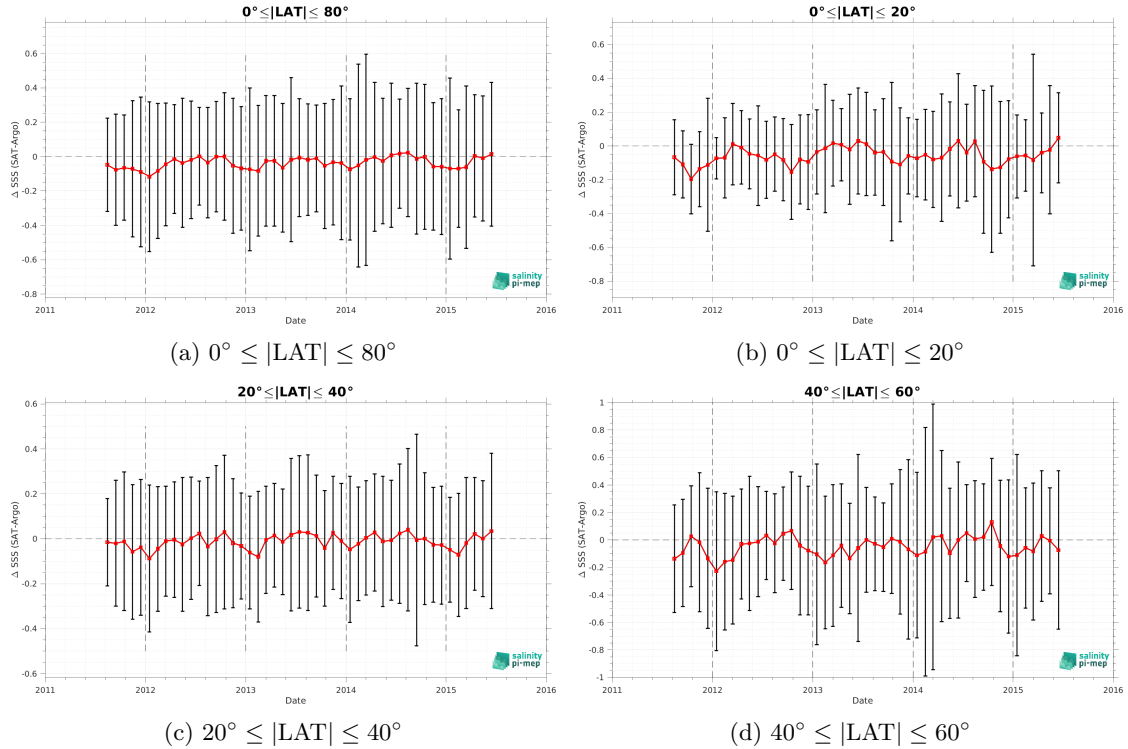 0°≤|LAT|≤ 80°
Δ SSS (SAT-Argo)
0.6
0.4
0.2
0
-0.2
-0.4
-0.6
-0.8
2011
2012
2013
2014
2015
2016
Date
salinity
pi-mep
(a) 0° ≤ |LAT| ≤ 80°
0°≤|LAT|≤ 20°
Δ SSS (SAT-Argo)
0.6
0.4
0.2
0
-0.2
-0.4
-0.6
-0.8
2011
2012
2013
2014
2015
2016
Date
salinity
pi-mep
(b) 0° ≤ |LAT| ≤ 20°
20°≤|LAT|≤ 40°
Δ SSS (SAT-Argo)
0.6
0.4
0.2
0
-0.2
-0.4
-0.6
2011
2012
2013
2014
2015
2016
Date
salinity
pi-mep
(c) 20° ≤ |LAT| ≤ 40°
40°≤|LAT|≤ 60°
Δ SSS (SAT-Argo)
1
0.8
0.6
0.4
0.2
0
-0.2
-0.4
-0.6
-0.8
-1
2011
2012
2013
2014
2015
2016
Date
salinity
pi-mep
(d) 40° ≤ |LAT| ≤ 60°